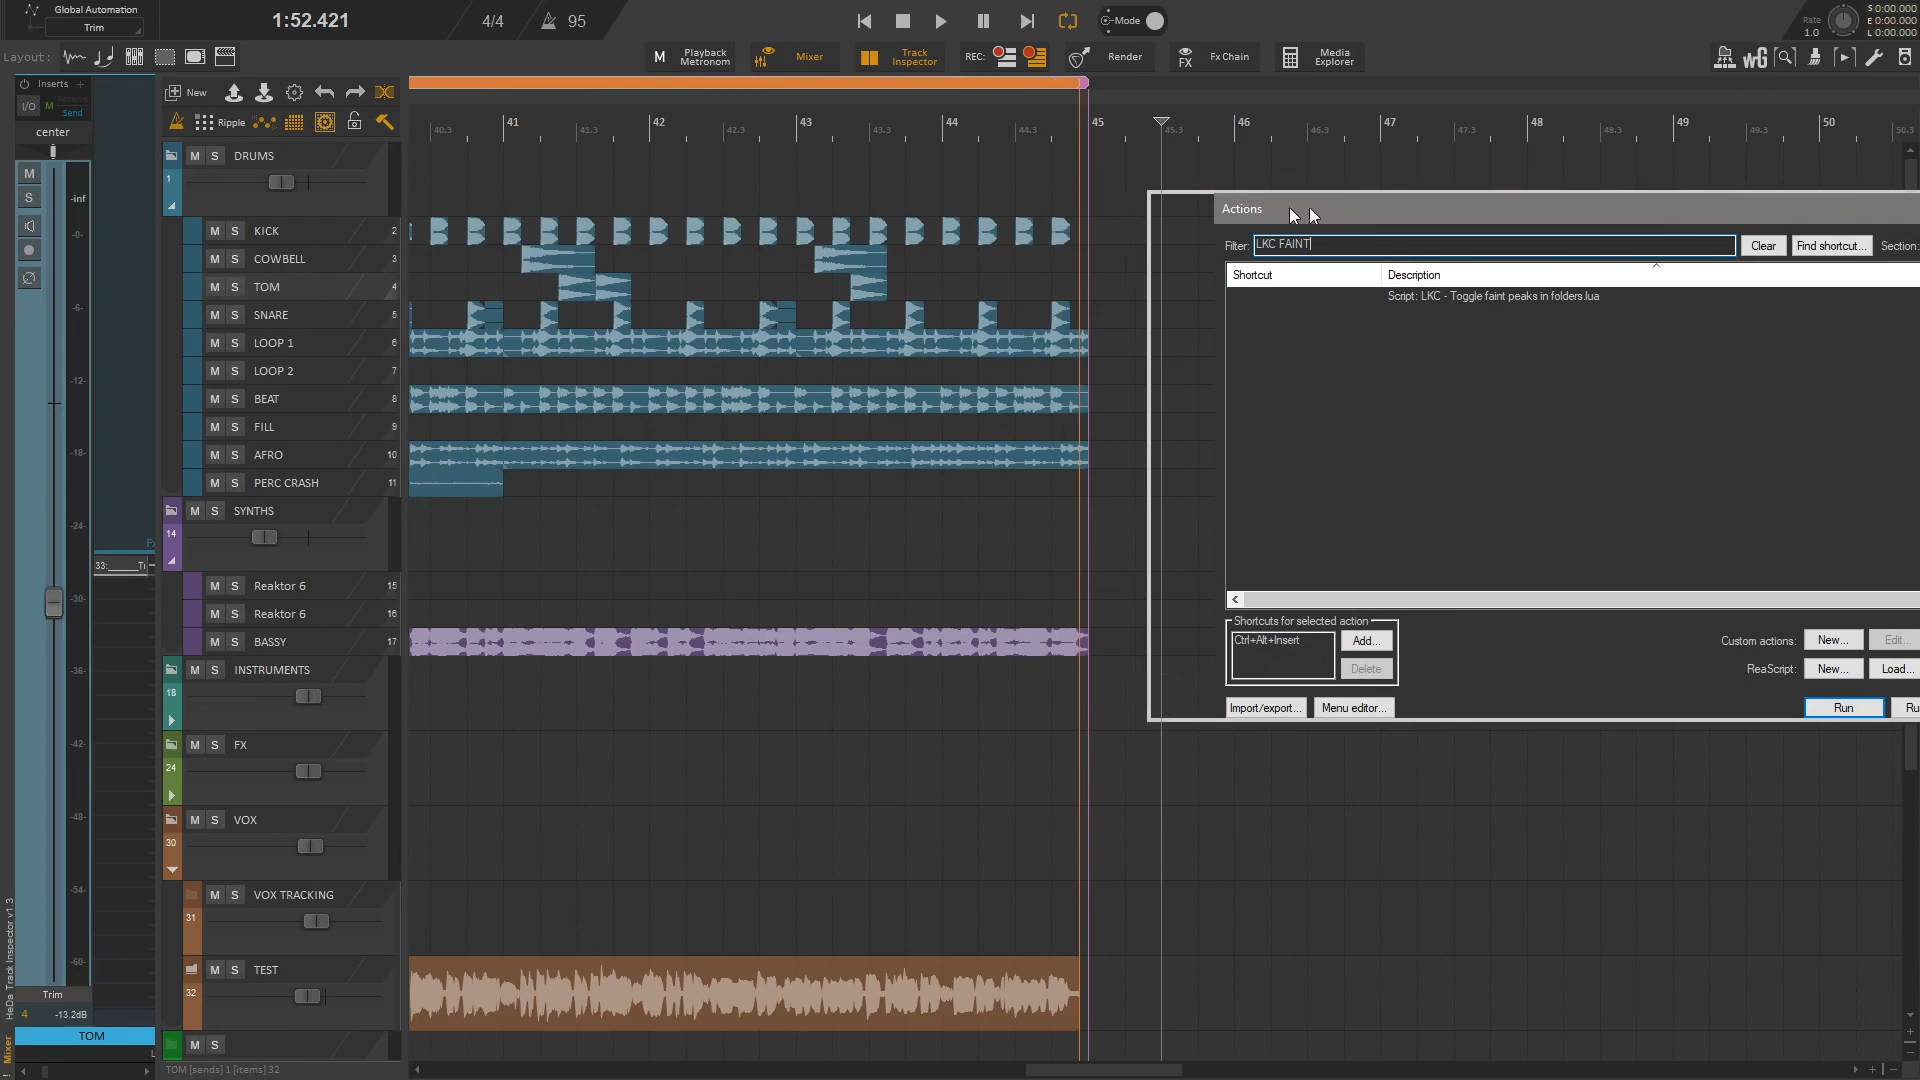 Global Automation
Trim
1:52.421
4/4
95
Mode
Rate
1.0
S 0:00.000
E 0:00.000
L 0:00.000
Layout:
M Playback Metronom
Mixer
Track Inspector
REC:
Render
FX
Fx Chain
Media Explorer
Inserts +
I/O M Receive
Send
center
New
Ripple
40.3 41 41.3 42 42.3 43 43.3 44 44.3 45 45.3 46 46.3 47 47.3 48 48.3 49 49.3 50 50.3
M S DRUMS
1
M S KICK 2
M S COWBELL 3
M S TOM 4
M S SNARE 5
M S LOOP 1 6
M S LOOP 2 7
M S BEAT 8
M S FILL 9
M S AFRO 10
M S PERC CRASH 11
M S SYNTHS
14
M S Reaktor 6 15
M S Reaktor 6 16
M S BASSY 17
M S INSTRUMENTS
18
M S FX
24
M S VOX
30
M S VOX TRACKING
31
M S TEST
32
M S
M
S
-inf
-0-
-6-
-12-
-18-
-24-
-30-
-36-
-42-
-48-
-54-
-60-
33:
Trim
4 -13.2dB
TOM
HeDa Track Inspector v1.3
Mixer
TOM [sends] 1 [items] 32
Actions
Filter: LKC FAINT
Clear
Find shortcut...
Section:
Shortcut
Description
Script: LKC - Toggle faint peaks in folders.lua
Shortcuts for selected action
Ctrl+Alt+Insert
Add...
Delete
Custom actions: New... Edit...
ReaScript: New... Load...
Import/export...
Menu editor...
Run
Ru